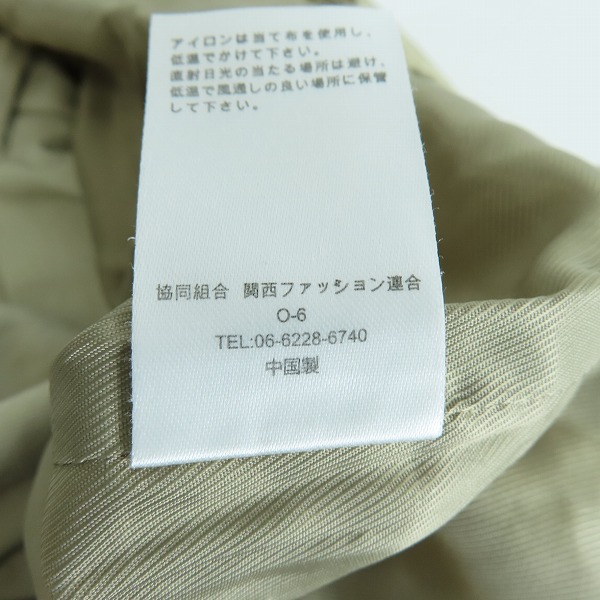 アイロンは当て布を使用し、
低温でかけて下さい。
直射日光の当たる場所は避け、
低温で風通しの良い場所に保管
して下さい。
協同組合 関西ファッション連合
O-6
TEL:06-6228-6740
中国製